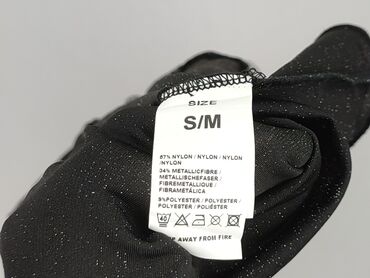 SIZE
S/M
67% NYLON / NYLON / NYLON
/NYLON
34% METALLICFIBRE /
METALLISCHEFASER /
FIBREMETALLIQUE /
FIBRAMETÁLICA
9%POLYESTER / POLYESTER /
POLYESTER / POLIÉSTER
40
AWAY FROM FIRE